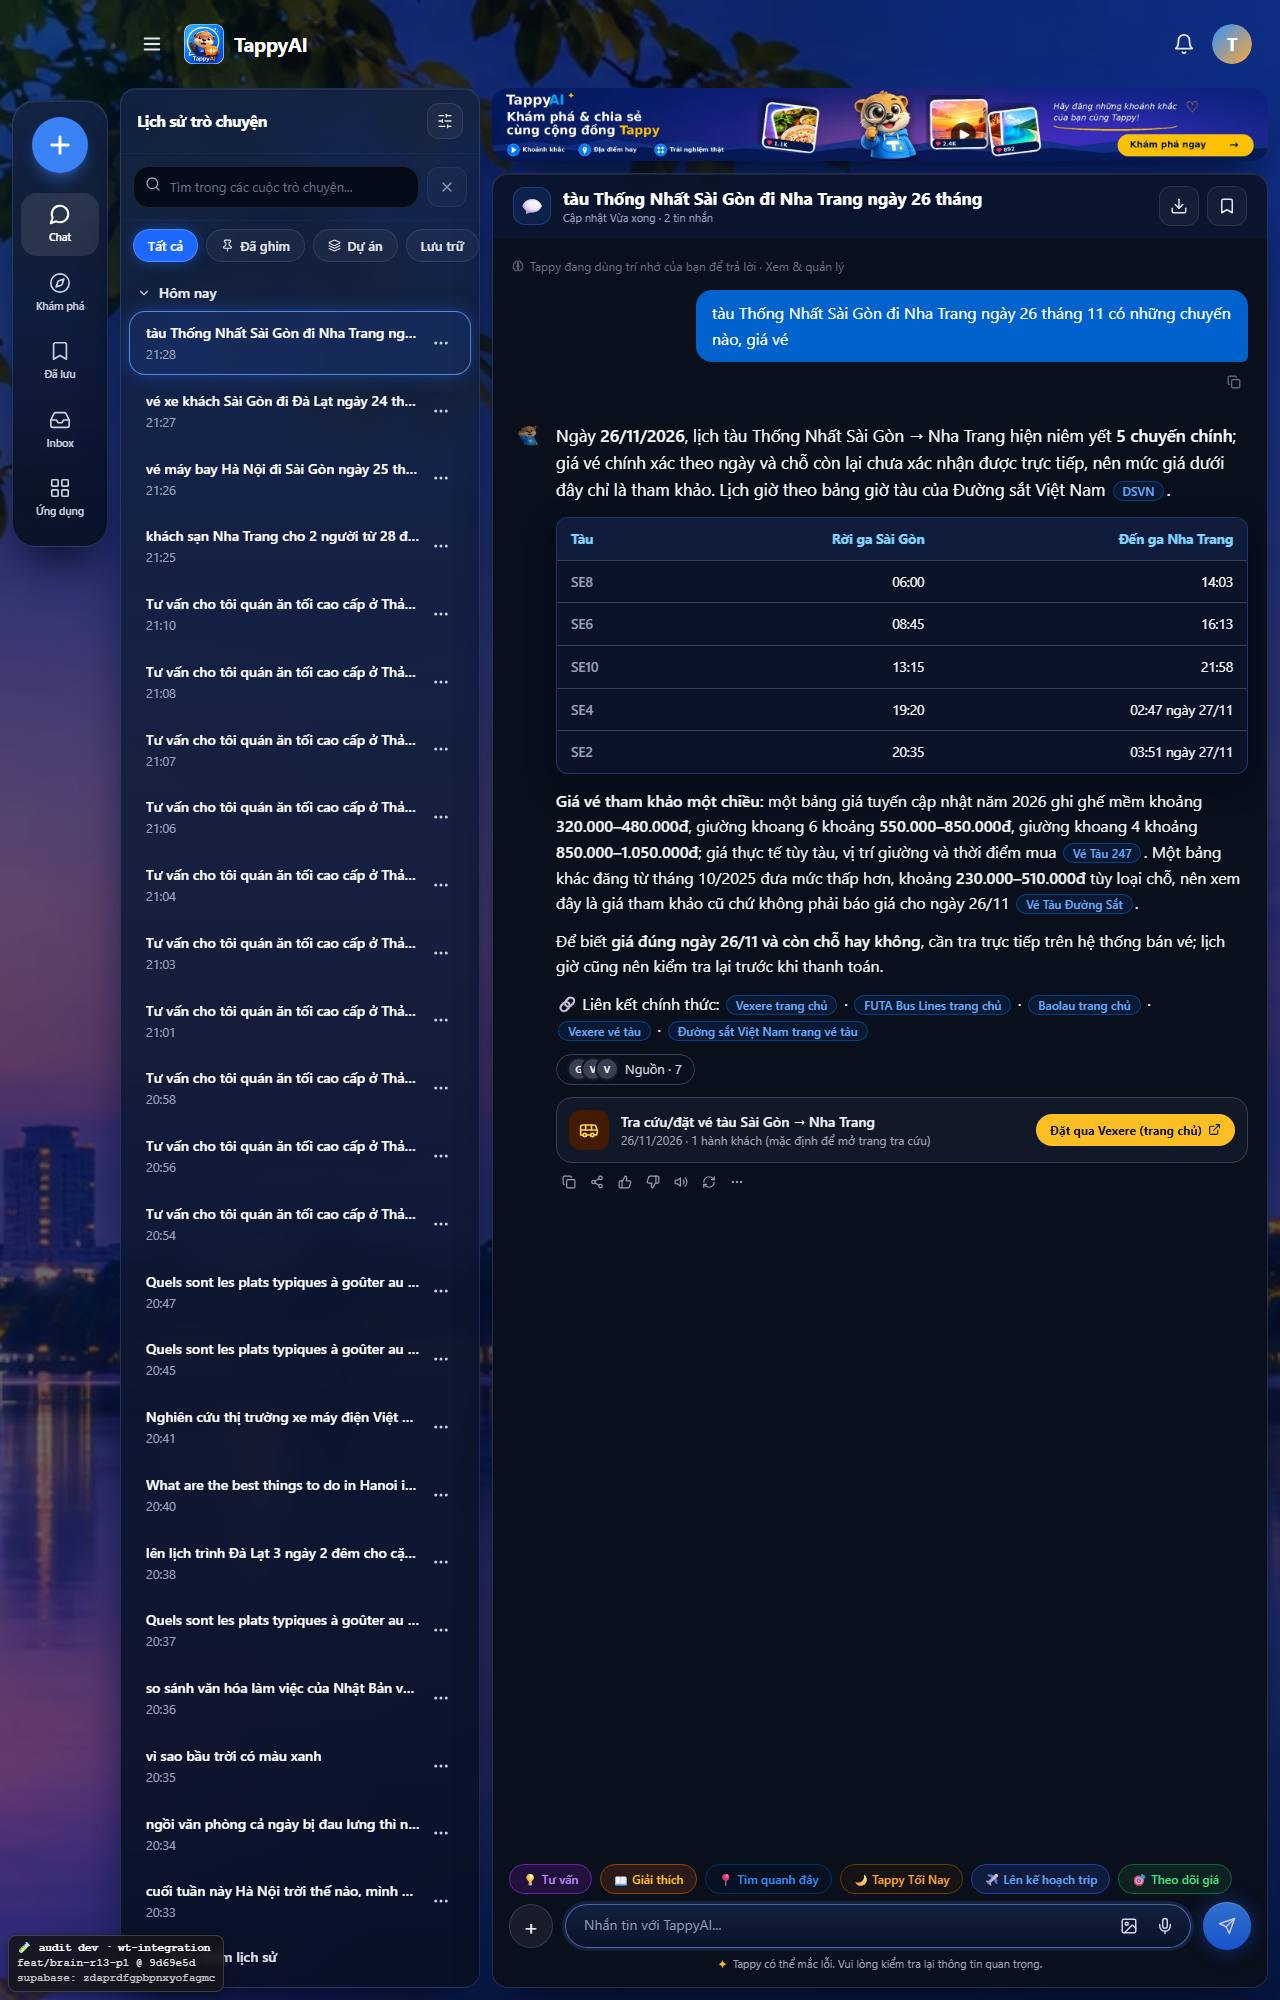 TappyAI
T
Chat
Khám phá
Đã lưu
Inbox
Ứng dụng
Lịch sử trò chuyện
Tìm trong các cuộc trò chuyện...
Tất cả
Đã ghim
Dự án
Lưu trữ
Hôm nay
tàu Thống Nhất Sài Gòn đi Nha Trang ng...
21:28
vé xe khách Sài Gòn đi Đà Lạt ngày 24 th...
21:27
vé máy bay Hà Nội đi Sài Gòn ngày 25 th...
21:26
khách sạn Nha Trang cho 2 người từ 28 đ...
21:25
Tư vấn cho tôi quán ăn tối cao cấp ở Thả...
21:10
Tư vấn cho tôi quán ăn tối cao cấp ở Thả...
21:08
Tư vấn cho tôi quán ăn tối cao cấp ở Thả...
21:07
Tư vấn cho tôi quán ăn tối cao cấp ở Thả...
21:06
Tư vấn cho tôi quán ăn tối cao cấp ở Thả...
21:04
Tư vấn cho tôi quán ăn tối cao cấp ở Thả...
21:03
Tư vấn cho tôi quán ăn tối cao cấp ở Thả...
21:01
Tư vấn cho tôi quán ăn tối cao cấp ở Thả...
20:58
Tư vấn cho tôi quán ăn tối cao cấp ở Thả...
20:56
Tư vấn cho tôi quán ăn tối cao cấp ở Thả...
20:54
Quels sont les plats typiques à goûter au ...
20:47
Quels sont les plats typiques à goûter au ...
20:45
Nghiên cứu thị trường xe máy điện Việt ...
20:41
What are the best things to do in Hanoi i...
20:40
lên lịch trình Đà Lạt 3 ngày 2 đêm cho cặ...
20:38
Quels sont les plats typiques à goûter au ...
20:37
so sánh văn hóa làm việc của Nhật Bản v...
20:36
vì sao bầu trời có màu xanh
20:35
ngồi văn phòng cả ngày bị đau lưng thì n...
20:34
cuối tuần này Hà Nội trời thế nào, mình ...
20:33
m lịch sử
audit dev · wt-integration
feat/brain-r13-p1 @ 9d69e5d
supabase: zdaprdfgpbpnxyofagmc
TappyAI
Khám phá & chia sẻ
cùng cộng đồng Tappy
Khoảnh khắc
Địa điểm hay
Trải nghiệm thật
1.1K
2.4K
892
Hãy đăng những khoảnh khắc
của bạn cùng Tappy!
Khám phá ngay →
tàu Thống Nhất Sài Gòn đi Nha Trang ngày 26 tháng
Cập nhật Vừa xong · 2 tin nhắn
Tappy đang dùng trí nhớ của bạn để trả lời · Xem & quản lý
tàu Thống Nhất Sài Gòn đi Nha Trang ngày 26 tháng 11 có những chuyến
nào, giá vé
Ngày 26/11/2026, lịch tàu Thống Nhất Sài Gòn → Nha Trang hiện niêm yết 5 chuyến chính;
giá vé chính xác theo ngày và chỗ còn lại chưa xác nhận được trực tiếp, nên mức giá dưới
đây chỉ là tham khảo. Lịch giờ theo bảng giờ tàu của Đường sắt Việt Nam DSVN .
Tàu Rời ga Sài Gòn Đến ga Nha Trang
SE8 06:00 14:03
SE6 08:45 16:13
SE10 13:15 21:58
SE4 19:20 02:47 ngày 27/11
SE2 20:35 03:51 ngày 27/11
Giá vé tham khảo một chiều: một bảng giá tuyến cập nhật năm 2026 ghi ghế mềm khoảng
320.000–480.000đ, giường khoang 6 khoảng 550.000–850.000đ, giường khoang 4 khoảng
850.000–1.050.000đ; giá thực tế tùy tàu, vị trí giường và thời điểm mua Vé Tàu 247 . Một bảng
khác đăng từ tháng 10/2025 đưa mức thấp hơn, khoảng 230.000–510.000đ tùy loại chỗ, nên xem
đây là giá tham khảo cũ chứ không phải báo giá cho ngày 26/11 Vé Tàu Đường Sắt .
Để biết giá đúng ngày 26/11 và còn chỗ hay không, cần tra trực tiếp trên hệ thống bán vé; lịch
giờ cũng nên kiểm tra lại trước khi thanh toán.
Liên kết chính thức: Vexere trang chủ · FUTA Bus Lines trang chủ · Baolau trang chủ ·
Vexere vé tàu · Đường sắt Việt Nam trang vé tàu
G V V Nguồn · 7
Tra cứu/đặt vé tàu Sài Gòn → Nha Trang
26/11/2026 · 1 hành khách (mặc định để mở trang tra cứu)
Đặt qua Vexere (trang chủ)
Tư vấn
Giải thích
Tìm quanh đây
Tappy Tối Nay
Lên kế hoạch trip
Theo dõi giá
Nhắn tin với TappyAI...
Tappy có thể mắc lỗi. Vui lòng kiểm tra lại thông tin quan trọng.